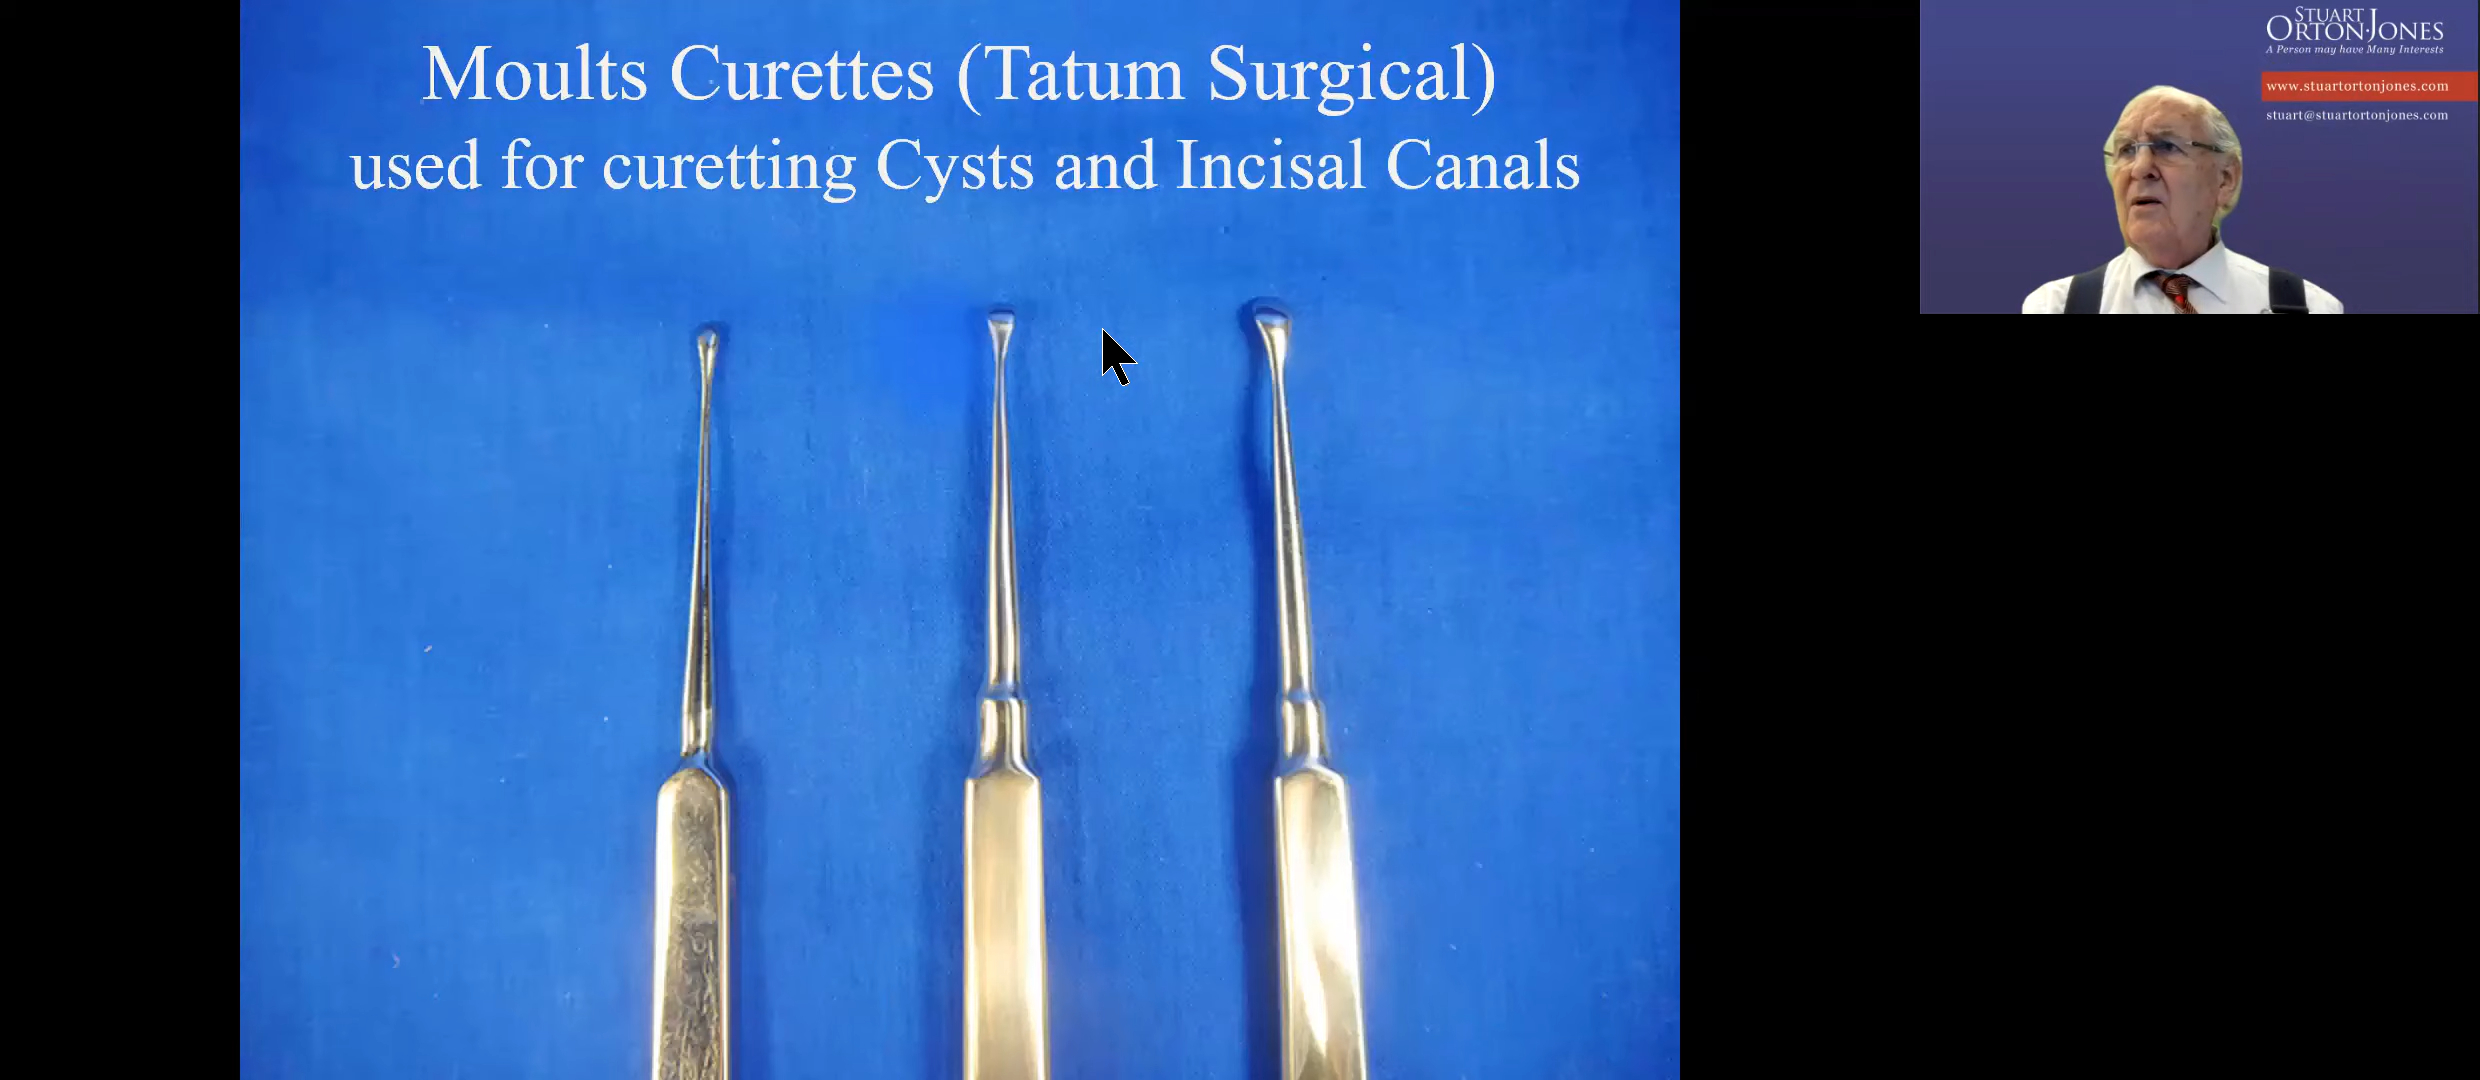 Moults Curettes (Tatum Surgical)
used for curetting Cysts and Incisal Canals
STUART
ORTON-JONES
A Person may have Many Interests
www.stuartortonjones.com
stuart@stuartortonjones.com